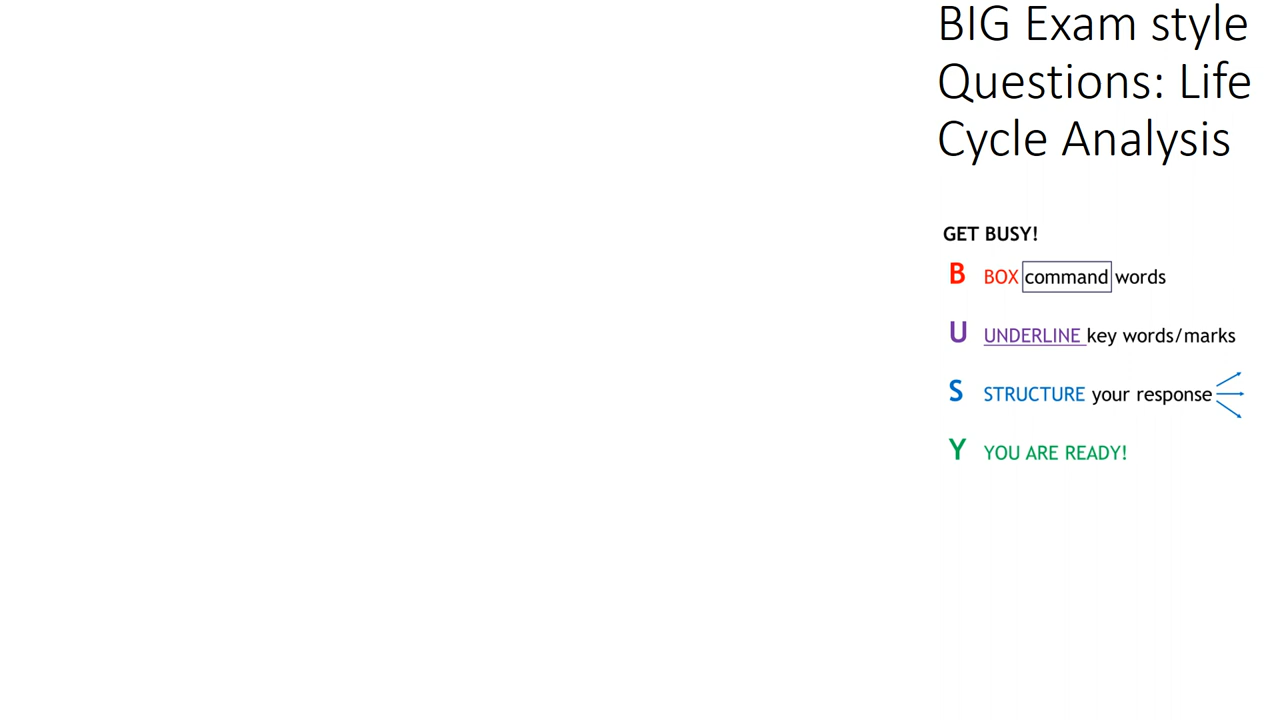 BIG Exam style
Questions: Life
Cycle Analysis
GET BUSY!
B BOX command words
U UNDERLINE key words/marks
S STRUCTURE your response
Y YOU ARE READY!